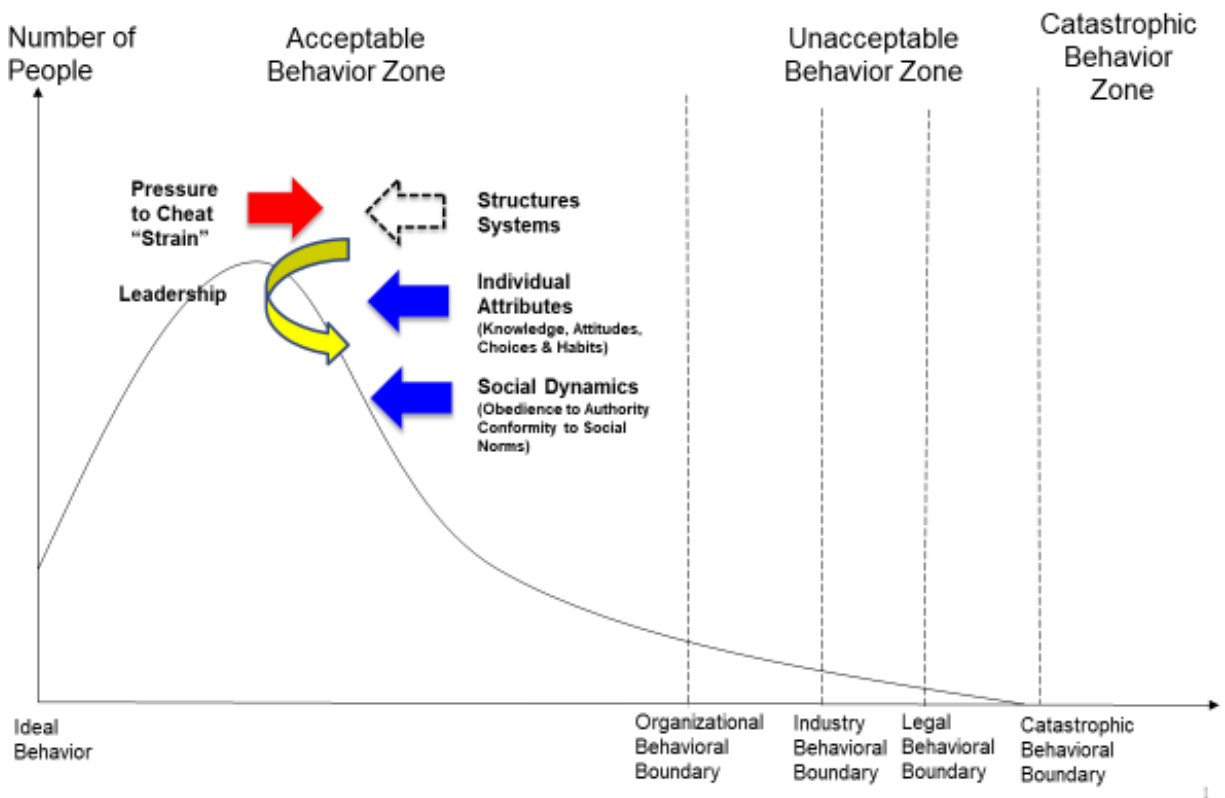 Number of
People
Acceptable
Behavior Zone
Unacceptable
Behavior Zone
Catastrophic
Behavior
Zone
Pressure
to Cheat
“Strain”
Structures
Systems
Leadership
Individual
Attributes
(Knowledge, Attitudes,
Choices & Habits)
Social Dynamics
(Obedience to Authority
Conformity to Social
Norms)
Ideal
Behavior
Organizational
Behavioral
Boundary
Industry
Behavioral
Boundary
Legal
Behavioral
Boundary
Catastrophic
Behavioral
Boundary
1